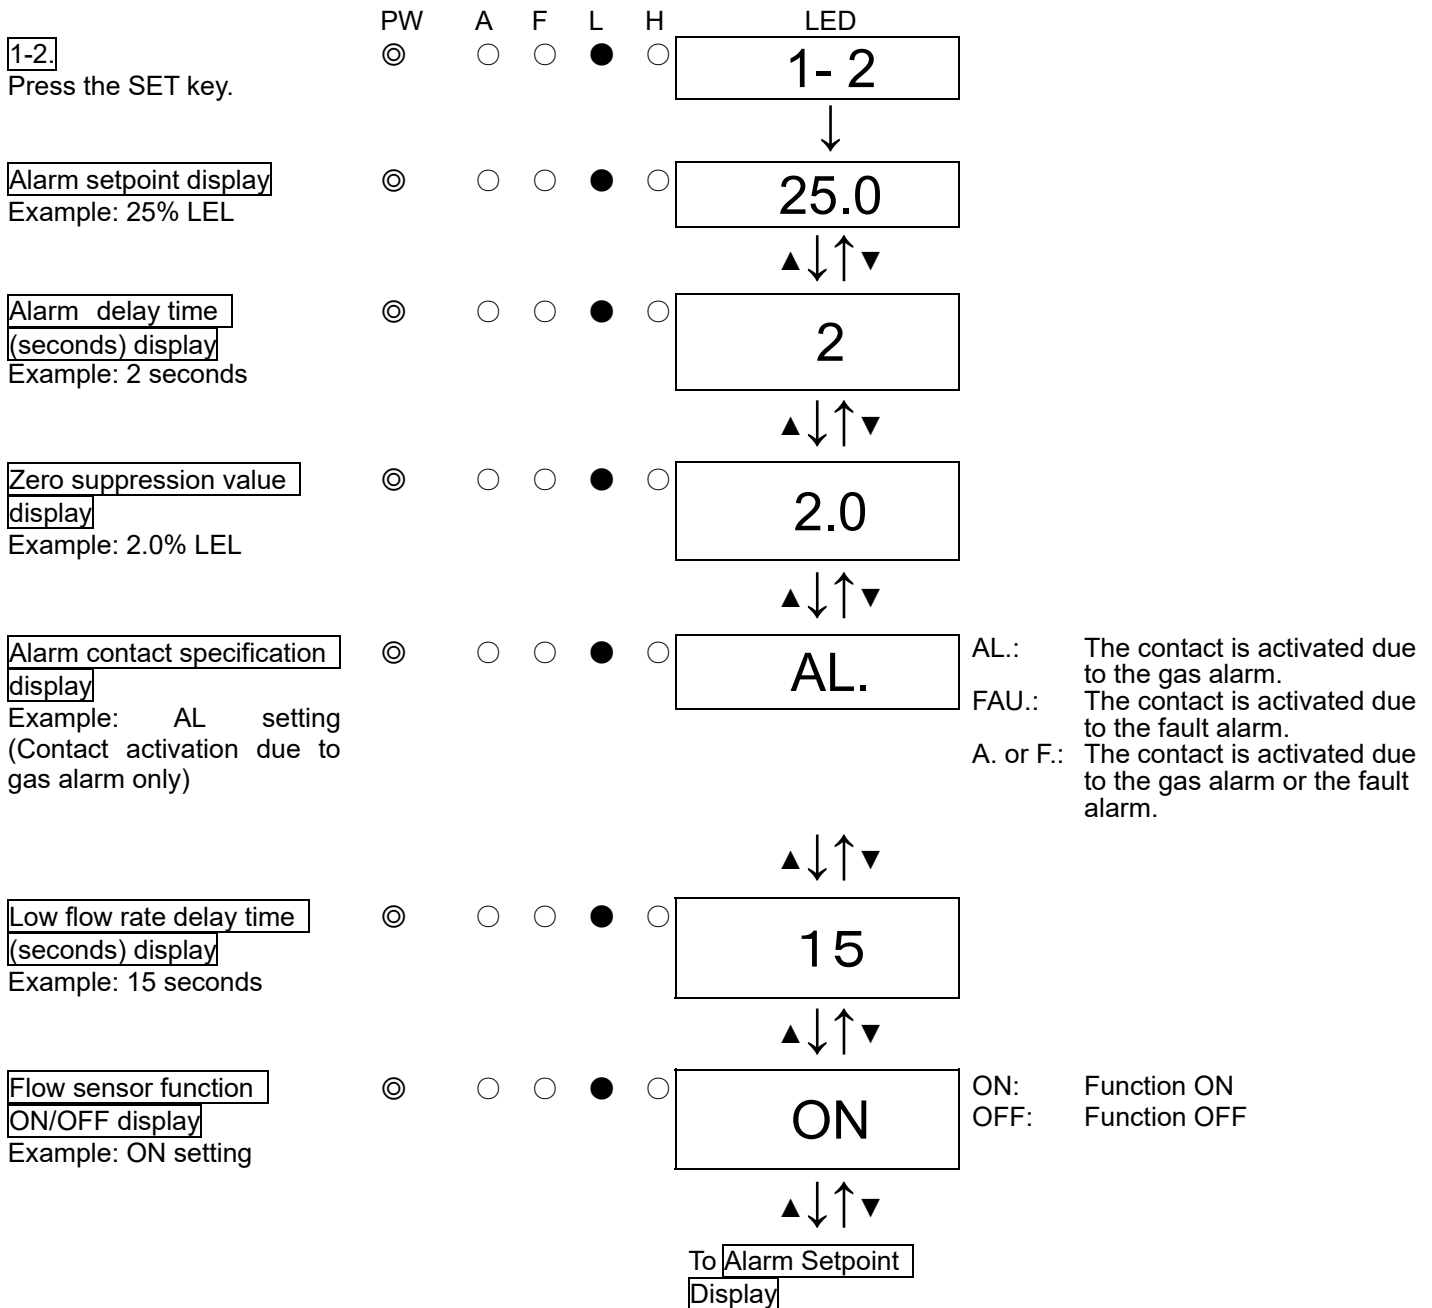 PW A F L H LED
1-2. ◎ ○ ○ ● ○ 1- 2
Press the SET key.
↓
Alarm setpoint display ◎ ○ ○ ● ○ 25.0
Example: 25% LEL
▲↓↑▼
Alarm delay time ◎ ○ ○ ● ○ 2
(seconds) display
Example: 2 seconds
▲↓↑▼
Zero suppression value ◎ ○ ○ ● ○ 2.0
display
Example: 2.0% LEL
▲↓↑▼
Alarm contact specification ◎ ○ ○ ● ○ AL.
display
Example: AL setting
(Contact activation due to
gas alarm only)
AL.: The contact is activated due
to the gas alarm.
FAU.: The contact is activated due
to the fault alarm.
A. or F.: The contact is activated due
to the gas alarm or the fault
alarm.
▲↓↑▼
Low flow rate delay time ◎ ○ ○ ● ○ 15
(seconds) display
Example: 15 seconds
▲↓↑▼
Flow sensor function ◎ ○ ○ ● ○ ON
ON/OFF display
Example: ON setting
ON: Function ON
OFF: Function OFF
▲↓↑▼
To Alarm Setpoint
Display